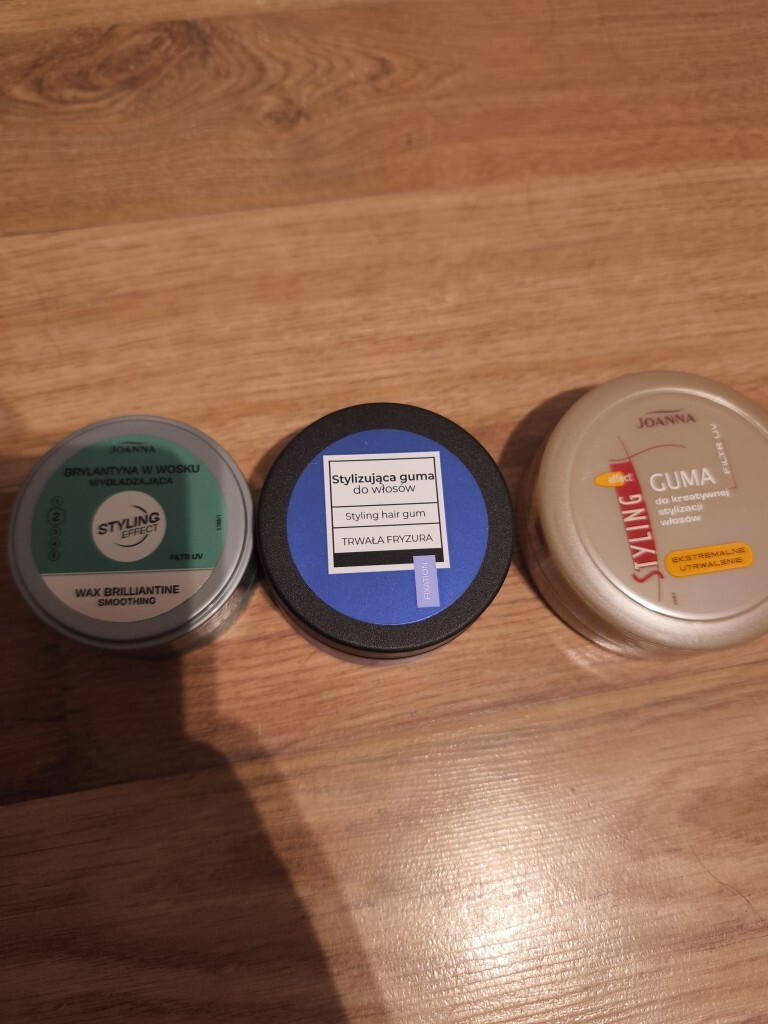 JOANNA
BRYLANTYNA W WOSKU
WYGŁADZAJĄCA
STYLING
EFFECT
2
FILTR UV
WAX BRILLIANTINE
SMOOTHING
Stylizująca guma
do włosów
Styling hair gum
TRWAŁA FRYZURA
FIXATION
JOANNA
FILTR UV
STYLING
effect
GUMA
do kreatywnej
stylizacji
włosów
EKSTREMALNE
UTRWALENIE